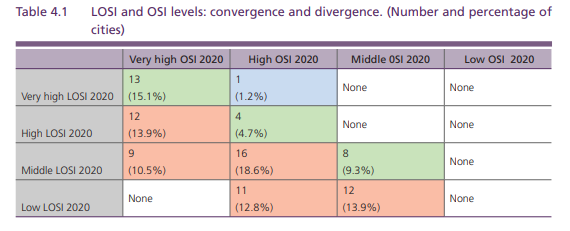 Table 4.1 LOSI and OSI levels: convergence and divergence. (Number and percentage of
cities)
Very high OSI 2020 High OSI 2020 Middle 0SI 2020 Low OSI 2020
Very high LOSI 2020 13 (15.1%) 1 (1.2%) None None
High LOSI 2020 12 (13.9%) 4 (4.7%) None None
Middle LOSI 2020 9 (10.5%) 16 (18.6%) 8 (9.3%) None
Low LOSI 2020 None 11 (12.8%) 12 (13.9%) None